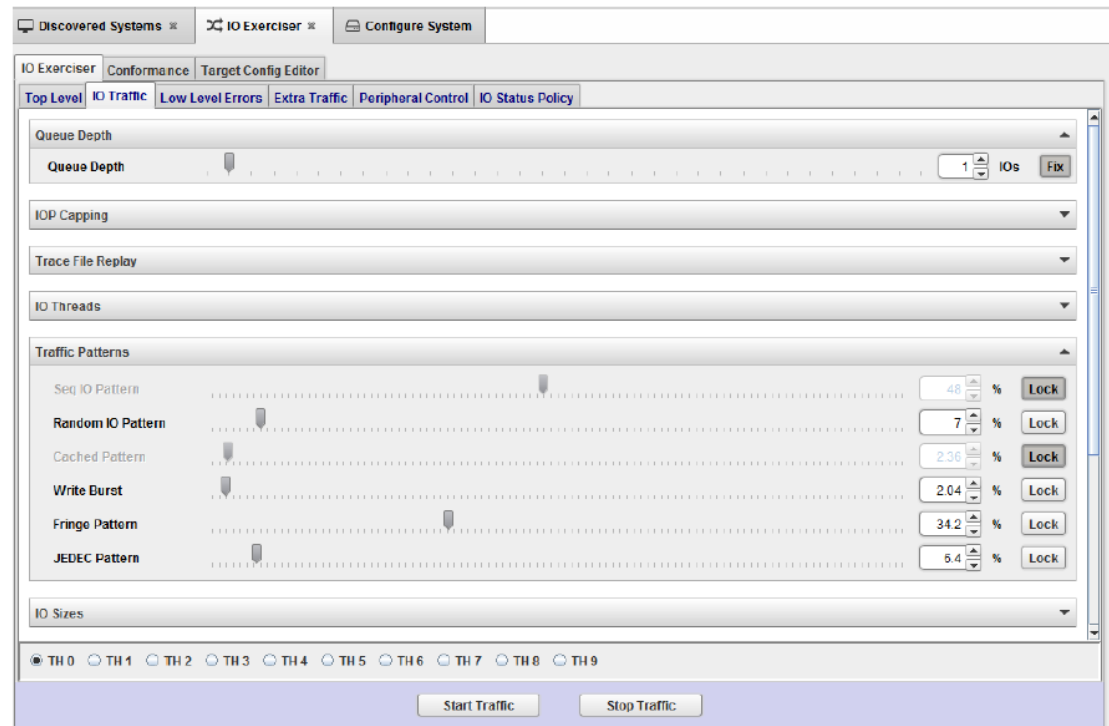 Discovered Systems IO Exerciser Configure System
IO Exerciser Conformance Target Config Editor
Top Level IO Traffic Low Level Errors Extra Traffic Peripheral Control IO Status Policy
Queue Depth
Queue Depth 1 IOs Fix
IOP Capping
Trace File Replay
IO Threads
Traffic Patterns
Seq IO Pattern 48 % Lock
Random IO Pattern 7 % Lock
Cached Pattern 2.36 % Lock
Write Burst 2.04 % Lock
Fringe Pattern 34.2 % Lock
JEDEC Pattern 6.4 % Lock
IO Sizes
TH 0 TH 1 TH 2 TH 3 TH 4 TH 5 TH 6 TH 7 TH 8 TH 9
Start Traffic Stop Traffic